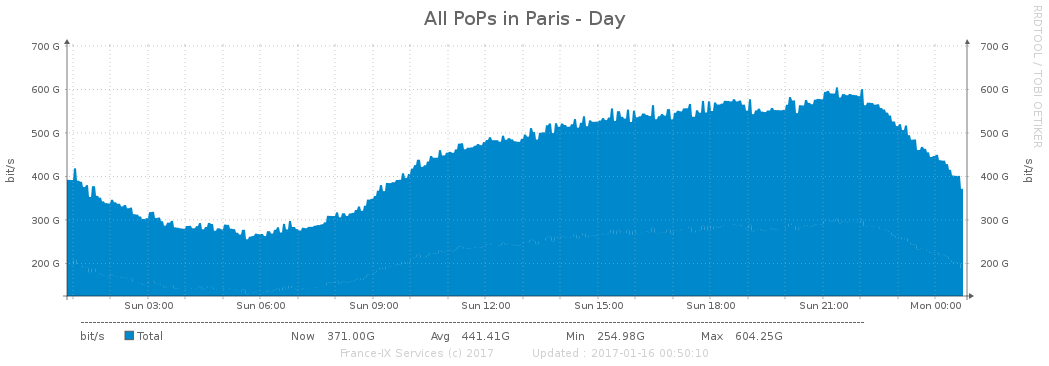 All PoPs in Paris - Day
RRDTOOL / TOBI OETIKER
bit/s
700 G 700 G
600 G 600 G
500 G 500 G
400 G 400 G
300 G 300 G
200 G 200 G
bit/s
Sun 03:00 Sun 06:00 Sun 09:00 Sun 12:00 Sun 15:00 Sun 18:00 Sun 21:00 Mon 00:00
bit/s Total Now 371.00G Avg 441.41G Min 254.98G Max 604.25G
France-IX Services (c) 2017 Updated : 2017-01-16 00:50:10